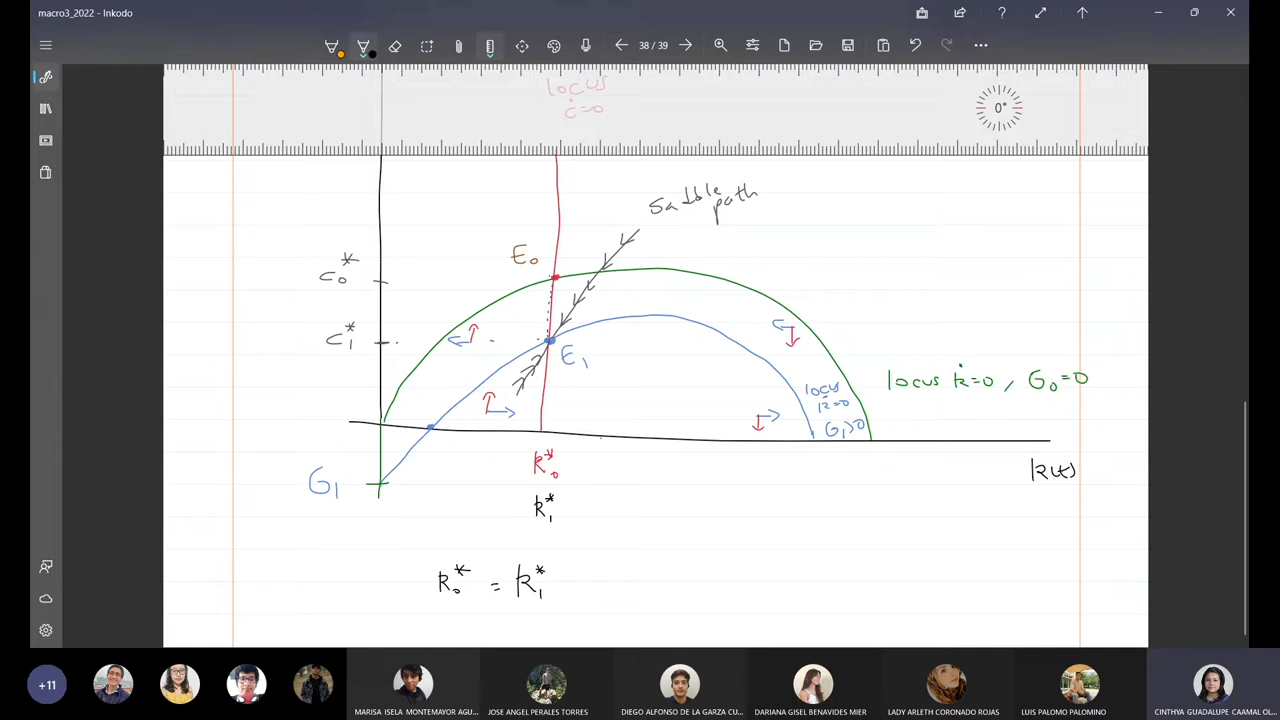 macro3_2022 - Inkodo
38 / 39
locus
ċ=0
0°
saddle path
E₀
c₀*
c₁*
E₁
locus k̇=0, G₀=0
locus
k̇=0
G₁>0
G₁
k₀*
k(t)
k₁*
k₀* = k₁*
+11
MARISA ISELA MONTEMAYOR AGU...
JOSE ANGEL PERALES TORRES
DIEGO ALFONSO DE LA GARZA CU...
DARIANA GISEL BENAVIDES MIER
LADY ARLETH CORONADO ROJAS
LUIS PALOMO PALOMINO
CINTHYA GUADALUPE CAAMAL OL...